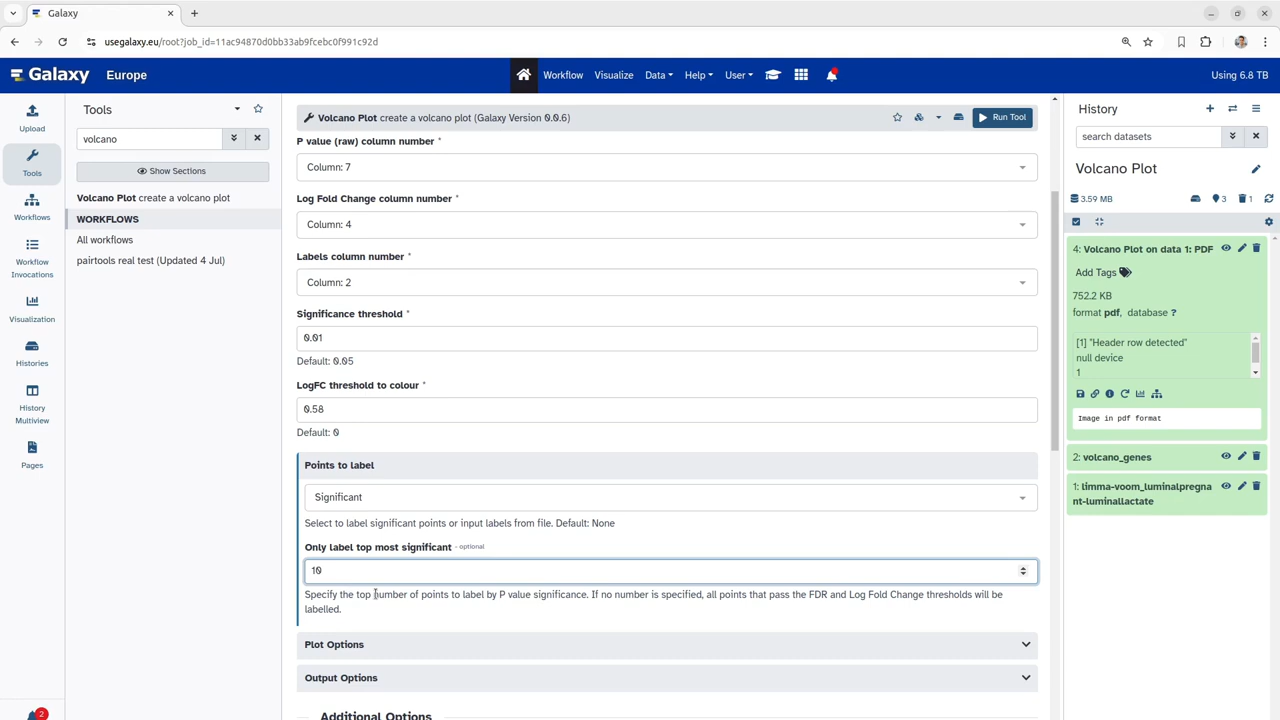 Galaxy
usegalaxy.eu/root?job_id=11ac94870d0bb33ab9fcebc0f991c92d
Galaxy Europe
Workflow Visualize Data Help User
Using 6.8 TB
Upload
Tools
Workflows
Workflow
Invocations
Visualization
Histories
History
Multiview
Pages
2
Tools
volcano
Show Sections
Volcano Plot create a volcano plot
WORKFLOWS
All workflows
pairtools real test (Updated 4 Jul)
Volcano Plot create a volcano plot (Galaxy Version 0.0.6)
Run Tool
P value (raw) column number *
Column: 7
Log Fold Change column number *
Column: 4
Labels column number *
Column: 2
Significance threshold *
0.01
Default: 0.05
LogFC threshold to colour *
0.58
Default: 0
Points to label
Significant
Select to label significant points or input labels from file. Default: None
Only label top most significant - optional
10
Specify the top number of points to label by P value significance. If no number is specified, all points that pass the FDR and Log Fold Change thresholds will be
labelled.
Plot Options
Output Options
Additional Options
History
search datasets
Volcano Plot
3.59 MB
3
1
4: Volcano Plot on data 1: PDF
Add Tags
752.2 KB
format pdf, database ?
[1] "Header row detected"
null device
1
Image in pdf format
2: volcano_genes
1: limma-voom_luminalpregna
nt-luminallactate